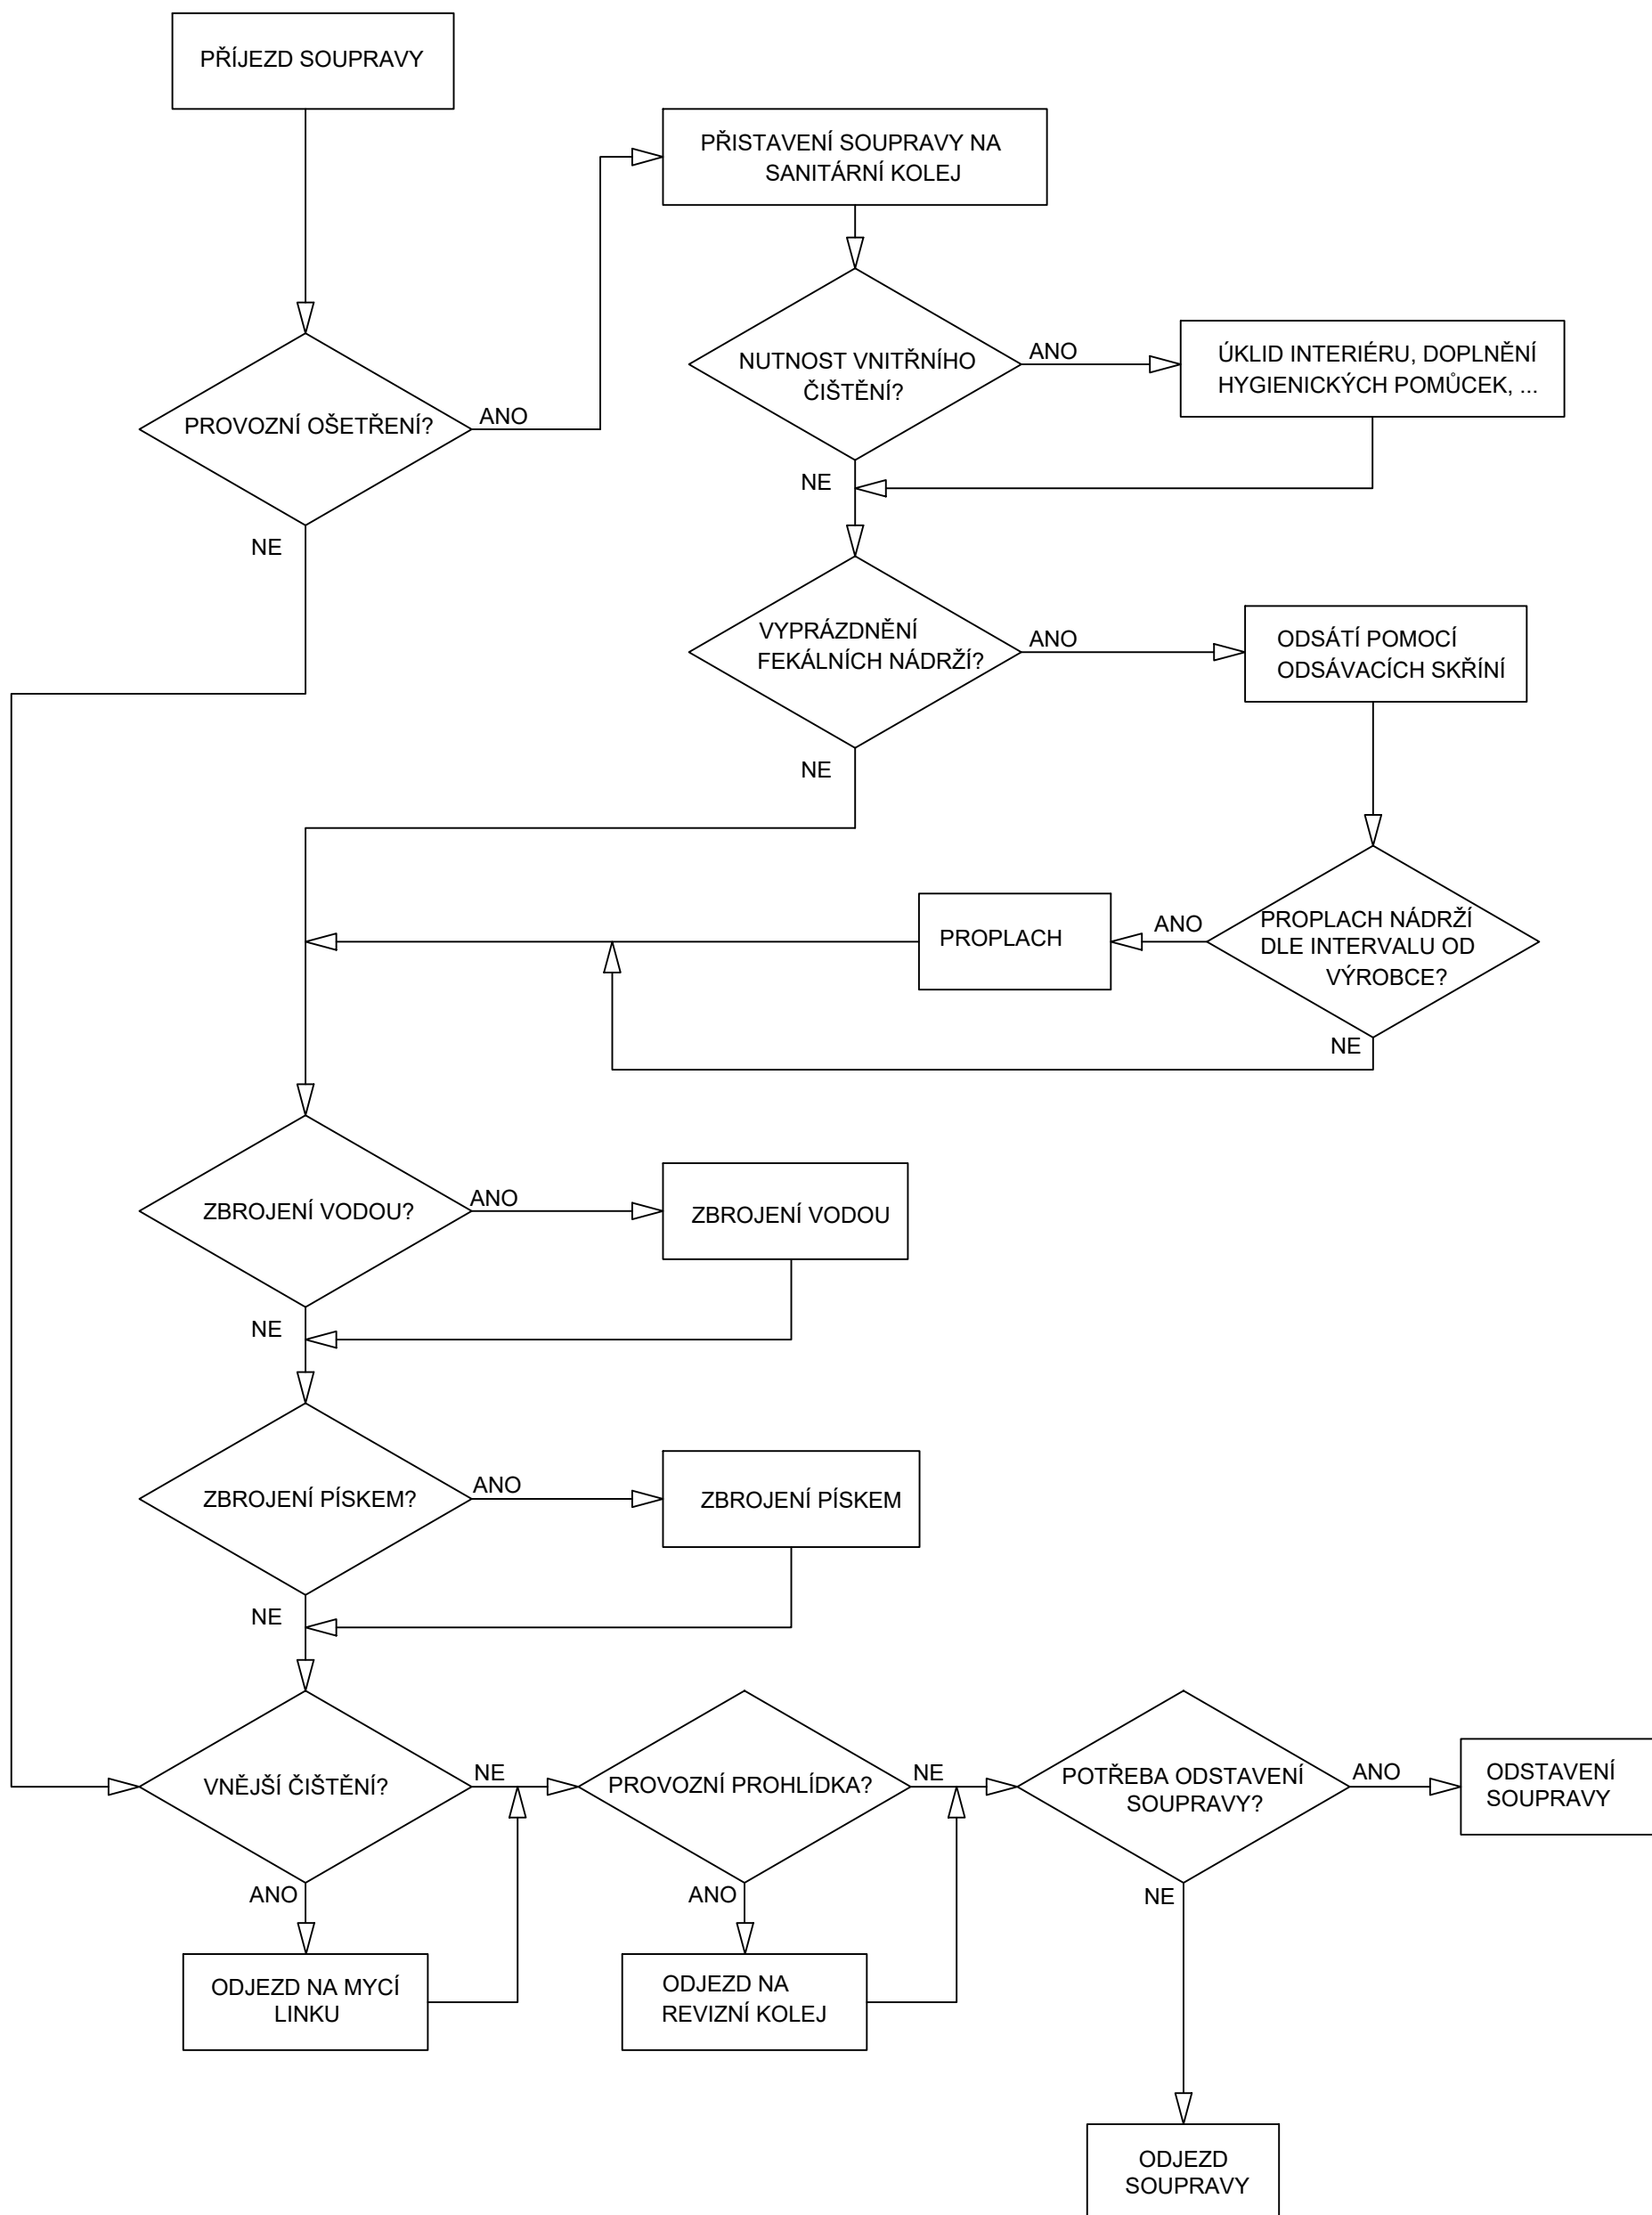 PŘÍJEZD SOUPRAVY
PŘISTAVENÍ SOUPRAVY NA
SANITÁRNÍ KOLEJ
NUTNOST VNITŘNÍHO
ČIŠTĚNÍ?
ANO
ÚKLID INTERIÉRU, DOPLNĚNÍ
HYGIENICKÝCH POMŮCEK, ...
PROVOZNÍ OŠETŘENÍ?
ANO
NE
NE
VYPRÁZDNĚNÍ
FEKÁLNÍCH NÁDRŽÍ?
ANO
ODSÁTÍ POMOCÍ
ODSÁVACÍCH SKŘÍNÍ
NE
PROPLACH
ANO
PROPLACH NÁDRŽÍ
DLE INTERVALU OD
VÝROBCE?
NE
ZBROJENÍ VODOU?
ANO
ZBROJENÍ VODOU
NE
ZBROJENÍ PÍSKEM?
ANO
ZBROJENÍ PÍSKEM
NE
VNĚJŠÍ ČIŠTĚNÍ?
NE
PROVOZNÍ PROHLÍDKA?
NE
POTŘEBA ODSTAVENÍ
SOUPRAVY?
ANO
ODSTAVENÍ
SOUPRAVY
ANO
ANO
NE
ODJEZD NA MYCÍ
LINKU
ODJEZD NA
REVIZNÍ KOLEJ
ODJEZD
SOUPRAVY